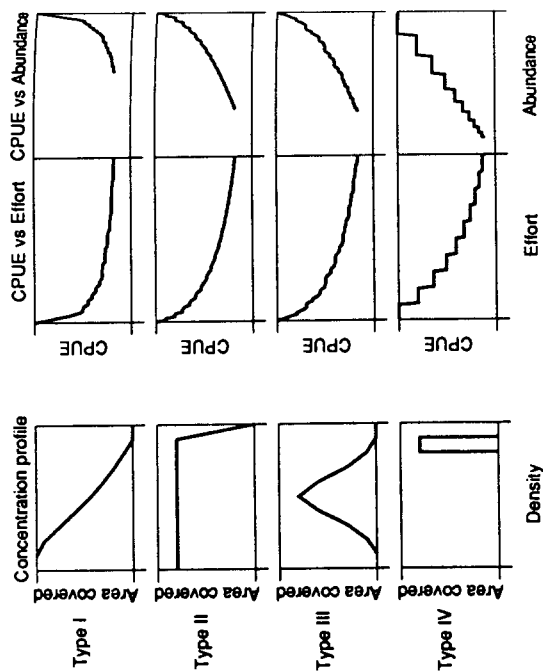 Concentration profile
CPUE vs Effort
CPUE vs Abundance
Type I
Area covered
CPUE
Type II
Area covered
CPUE
Type III
Area covered
CPUE
Type IV
Area covered
CPUE
Density
Effort
Abundance